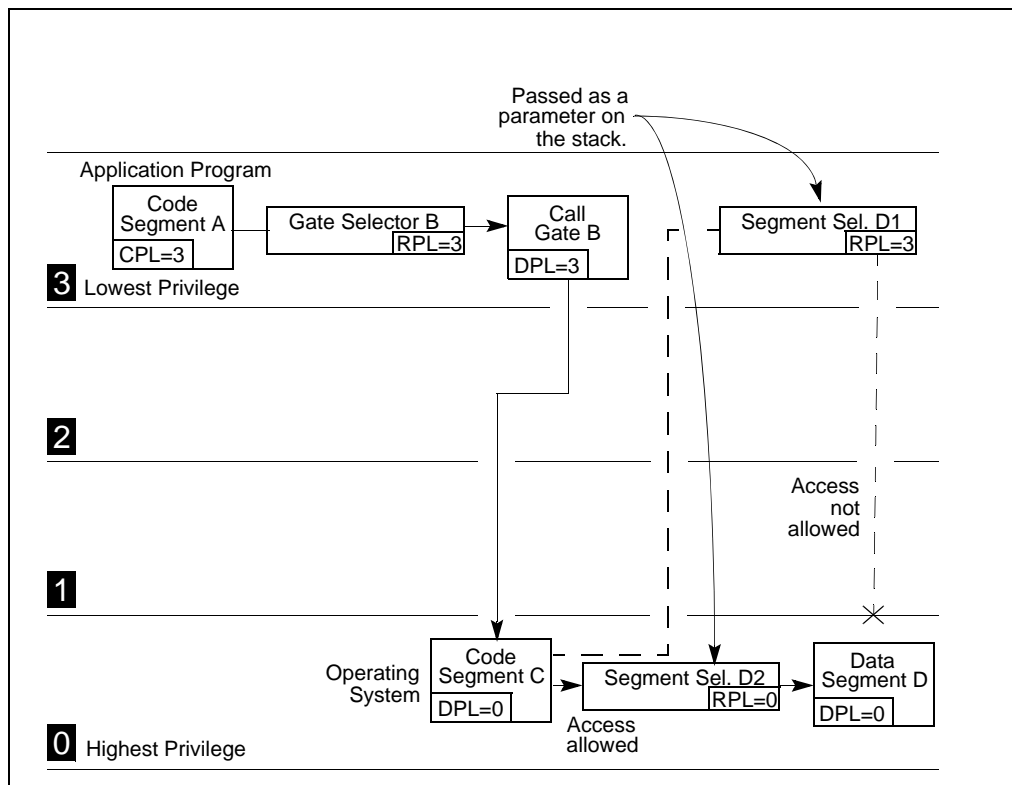 Passed as a
parameter on
the stack.
Application Program
Code
Segment A
CPL=3
Gate Selector B
RPL=3
Call
Gate B
DPL=3
Segment Sel. D1
RPL=3
3 Lowest Privilege
2
Access
not
allowed
1
Operating
System
Code
Segment C
DPL=0
Segment Sel. D2
RPL=0
Access
allowed
Data
Segment D
DPL=0
0 Highest Privilege